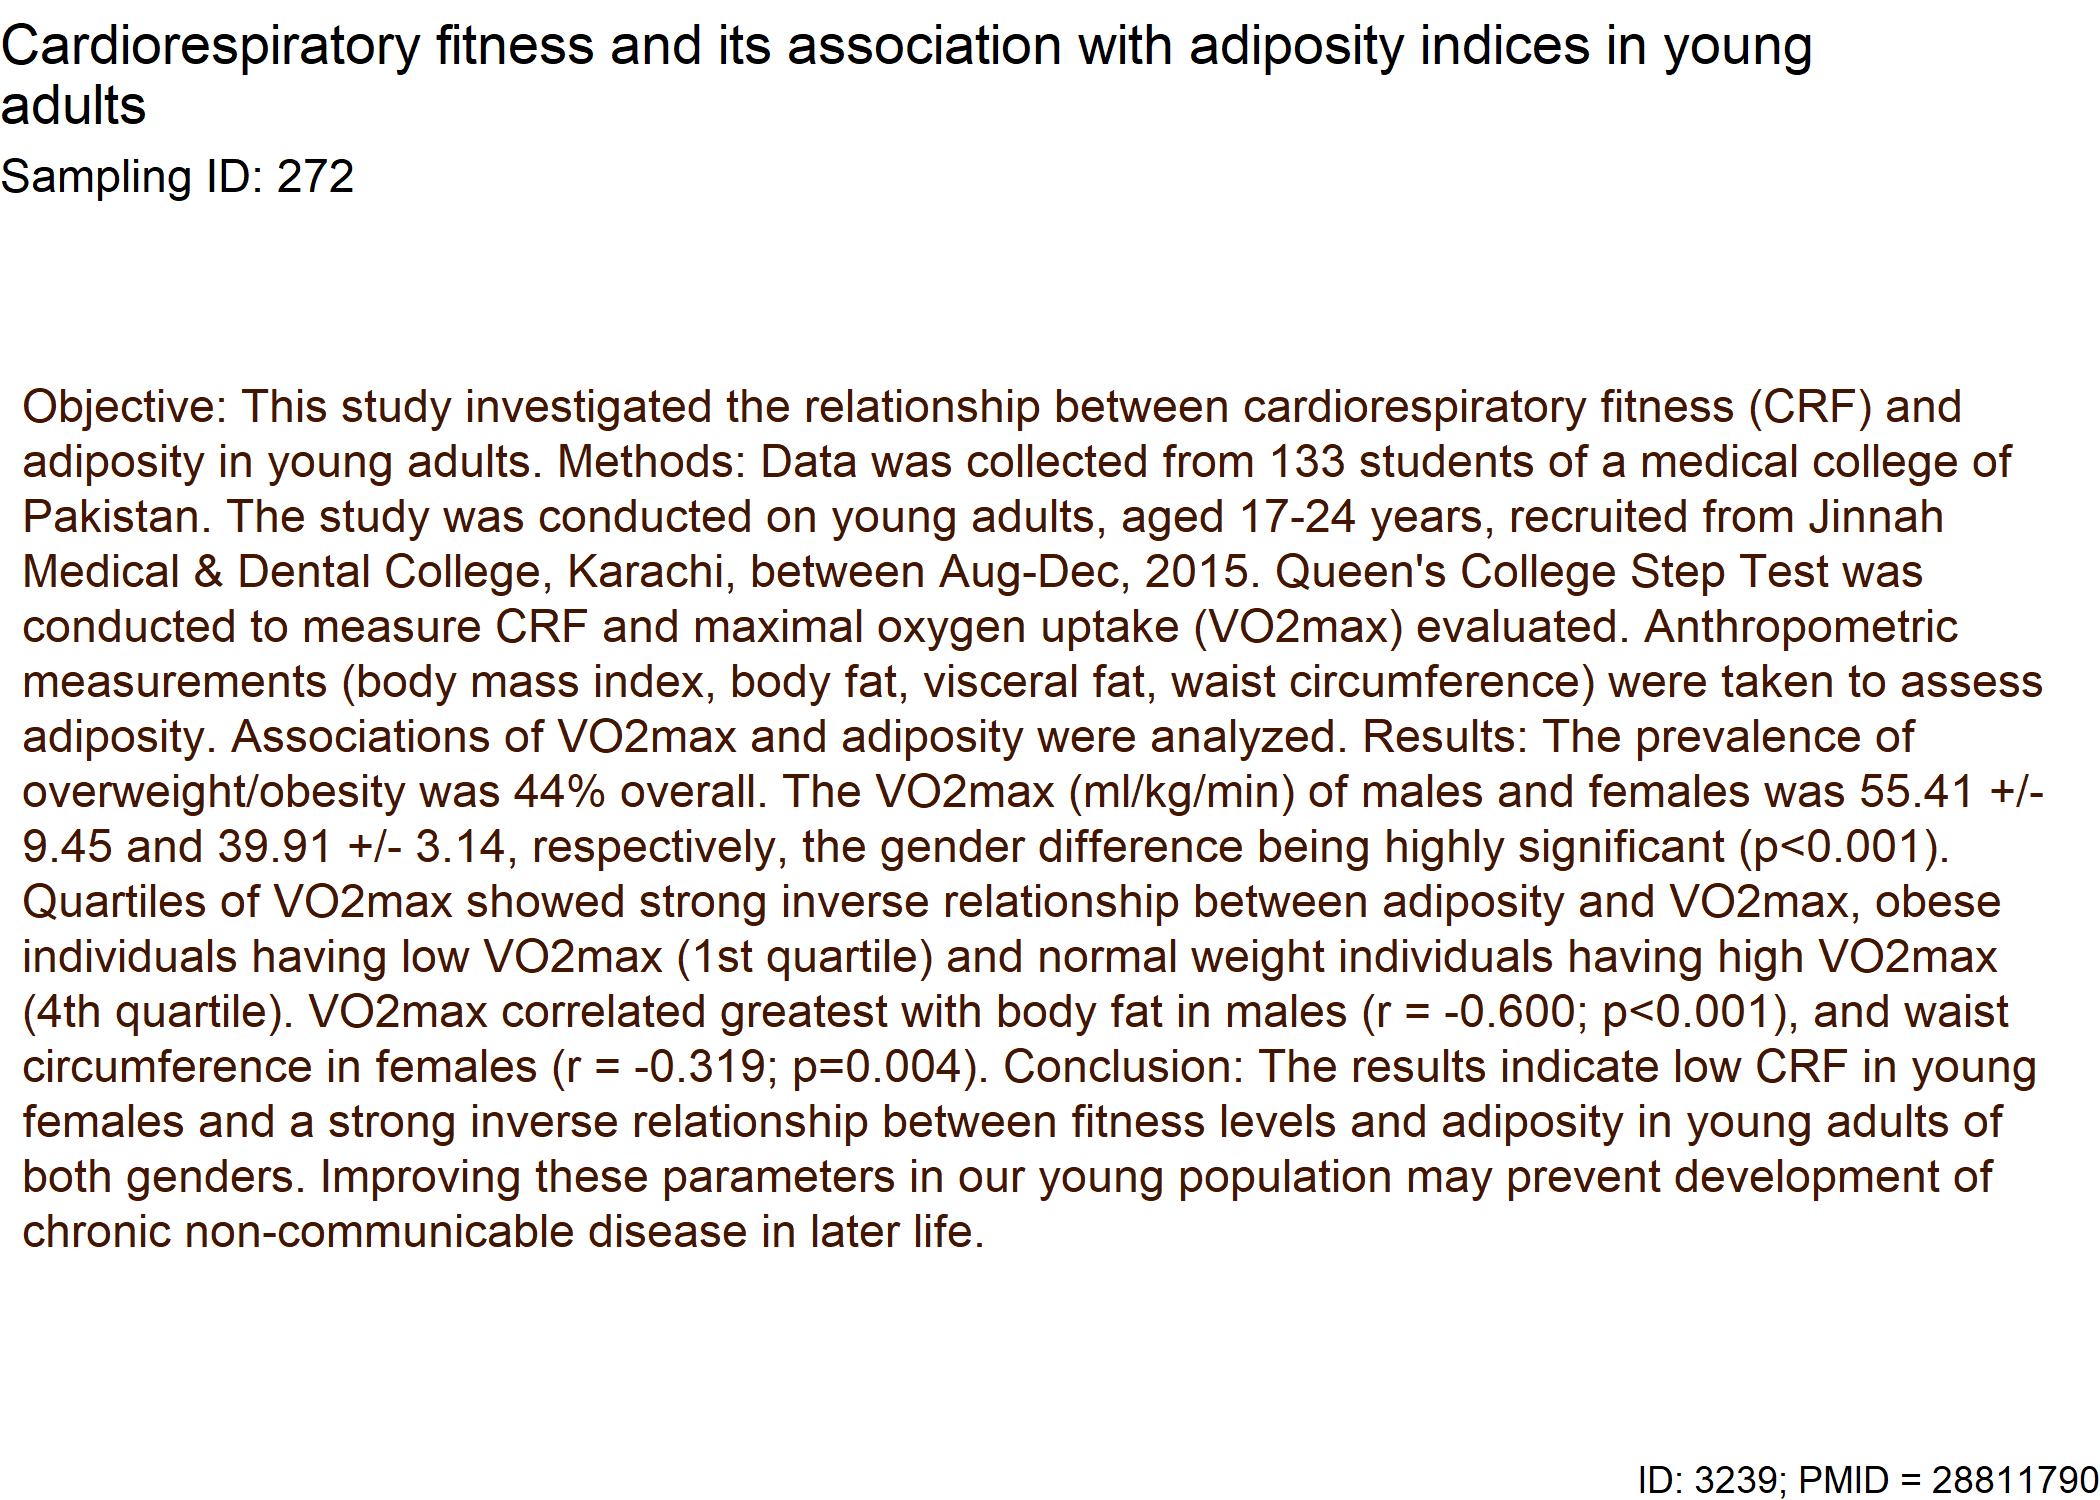 Cardiorespiratory fitness and its association with adiposity indices in young
adults
Sampling ID: 272
Objective: This study investigated the relationship between cardiorespiratory fitness (CRF) and
adiposity in young adults. Methods: Data was collected from 133 students of a medical college of
Pakistan. The study was conducted on young adults, aged 17-24 years, recruited from Jinnah
Medical & Dental College, Karachi, between Aug-Dec, 2015. Queen's College Step Test was
conducted to measure CRF and maximal oxygen uptake (VO2max) evaluated. Anthropometric
measurements (body mass index, body fat, visceral fat, waist circumference) were taken to assess
adiposity. Associations of VO2max and adiposity were analyzed. Results: The prevalence of
overweight/obesity was 44% overall. The VO2max (ml/kg/min) of males and females was 55.41 +/-
9.45 and 39.91 +/- 3.14, respectively, the gender difference being highly significant (p<0.001).
Quartiles of VO2max showed strong inverse relationship between adiposity and VO2max, obese
individuals having low VO2max (1st quartile) and normal weight individuals having high VO2max
(4th quartile). VO2max correlated greatest with body fat in males (r = -0.600; p<0.001), and waist
circumference in females (r = -0.319; p=0.004). Conclusion: The results indicate low CRF in young
females and a strong inverse relationship between fitness levels and adiposity in young adults of
both genders. Improving these parameters in our young population may prevent development of
chronic non-communicable disease in later life.
ID: 3239; PMID = 28811790